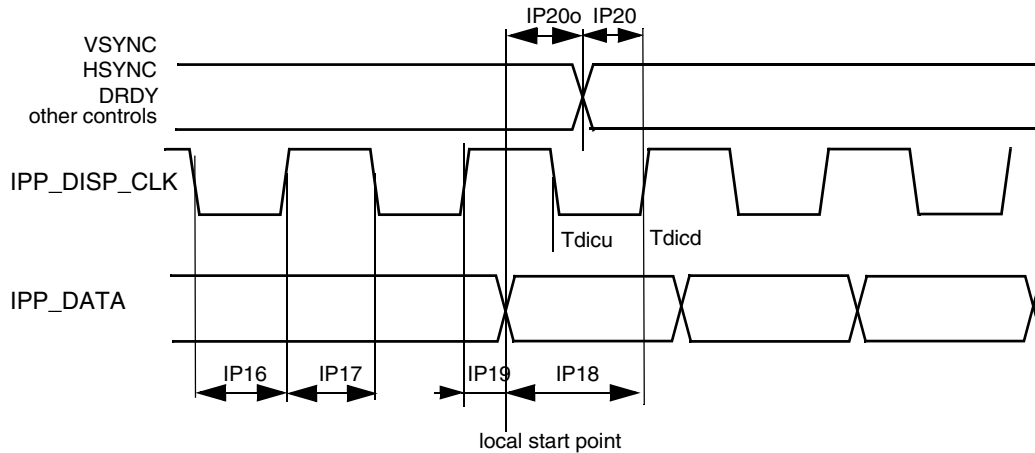 IP20o IP20
VSYNC
HSYNC
DRDY
other controls
IPP_DISP_CLK
Tdicu Tdicd
IPP_DATA
IP16 IP17 IP19 IP18
local start point